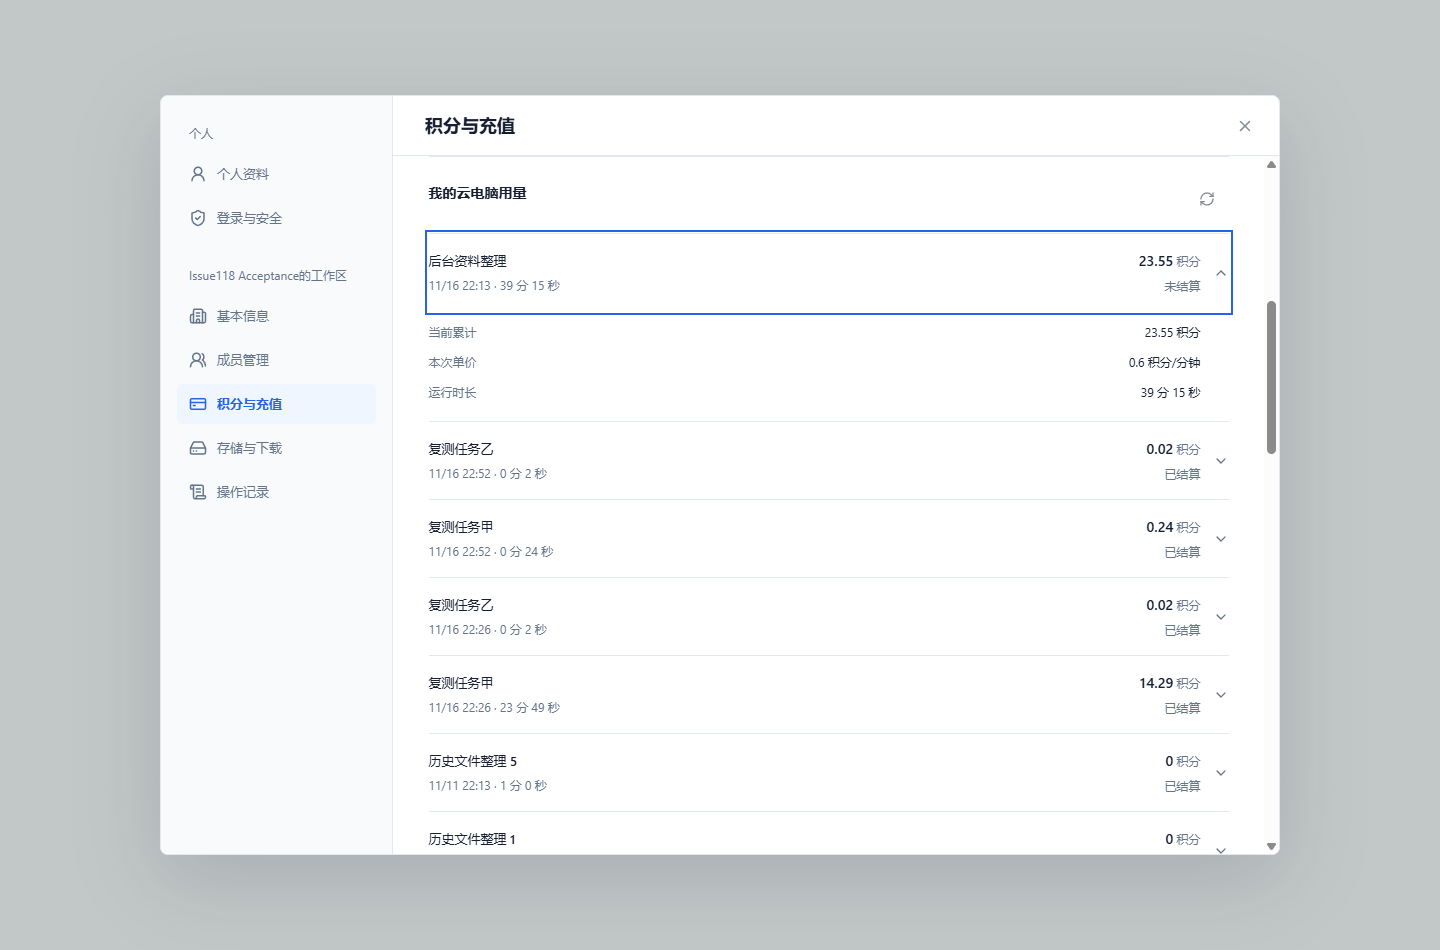 个人
个人资料
登录与安全
Issue118 Acceptance的工作区
基本信息
成员管理
积分与充值
存储与下载
操作记录
积分与充值
我的云电脑用量
后台资料整理
23.55 积分
11/16 22:13 · 39 分 15 秒
未结算
当前累计
23.55 积分
本次单价
0.6 积分/分钟
运行时长
39 分 15 秒
复测任务乙
0.02 积分
11/16 22:52 · 0 分 2 秒
已结算
复测任务甲
0.24 积分
11/16 22:52 · 0 分 24 秒
已结算
复测任务乙
0.02 积分
11/16 22:26 · 0 分 2 秒
已结算
复测任务甲
14.29 积分
11/16 22:26 · 23 分 49 秒
已结算
历史文件整理 5
0 积分
11/11 22:13 · 1 分 0 秒
已结算
历史文件整理 1
0 积分